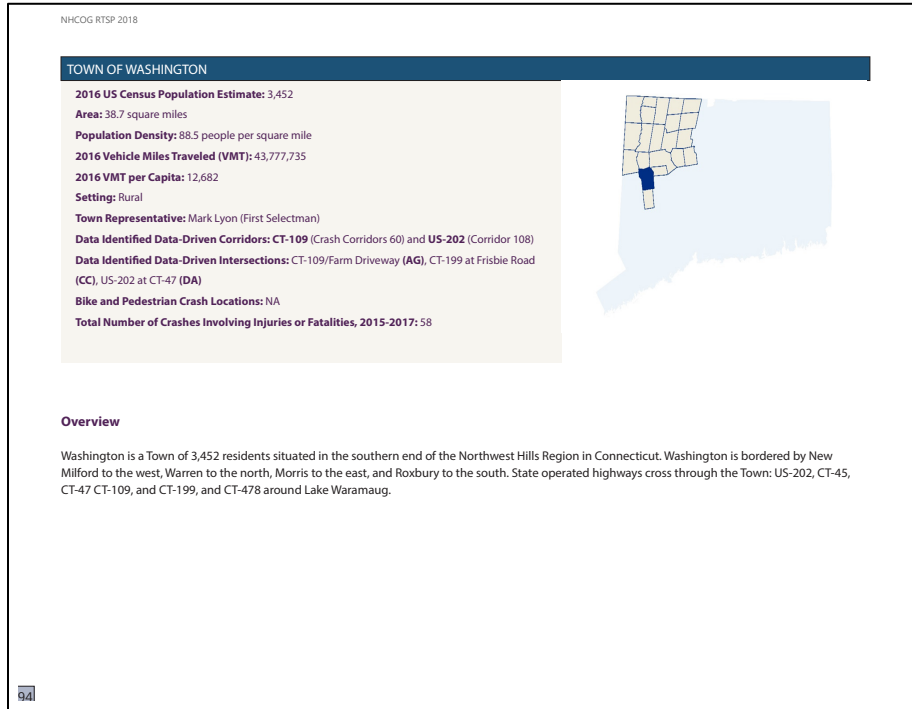 NHCOG RTSP 2018
TOWN OF WASHINGTON
2016 US Census Population Estimate: 3,452
Area: 38.7 square miles
Population Density: 88.5 people per square mile
2016 Vehicle Miles Traveled (VMT): 43,777,735
2016 VMT per Capita: 12,682
Setting: Rural
Town Representative: Mark Lyon (First Selectman)
Data Identified Data-Driven Corridors: CT-109 (Crash Corridors 60) and US-202 (Corridor 108)
Data Identified Data-Driven Intersections: CT-109/Farm Driveway (AG), CT-199 at Frisbie Road
(CC), US-202 at CT-47 (DA)
Bike and Pedestrian Crash Locations: NA
Total Number of Crashes Involving Injuries or Fatalities, 2015-2017: 58
Overview
Washington is a Town of 3,452 residents situated in the southern end of the Northwest Hills Region in Connecticut. Washington is bordered by New
Milford to the west, Warren to the north, Morris to the east, and Roxbury to the south. State operated highways cross through the Town: US-202, CT-45,
CT-47 CT-109, and CT-199, and CT-478 around Lake Waramaug.
94